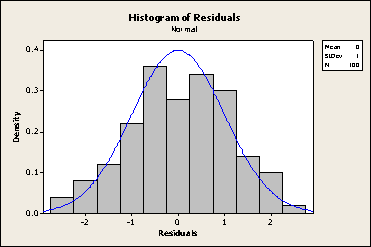 Histogram of Residuals
Normal
Mean 0
StDev 1
N 100
0.4
0.3
0.2
0.1
0.0
Density
-2 -1 0 1 2
Residuals